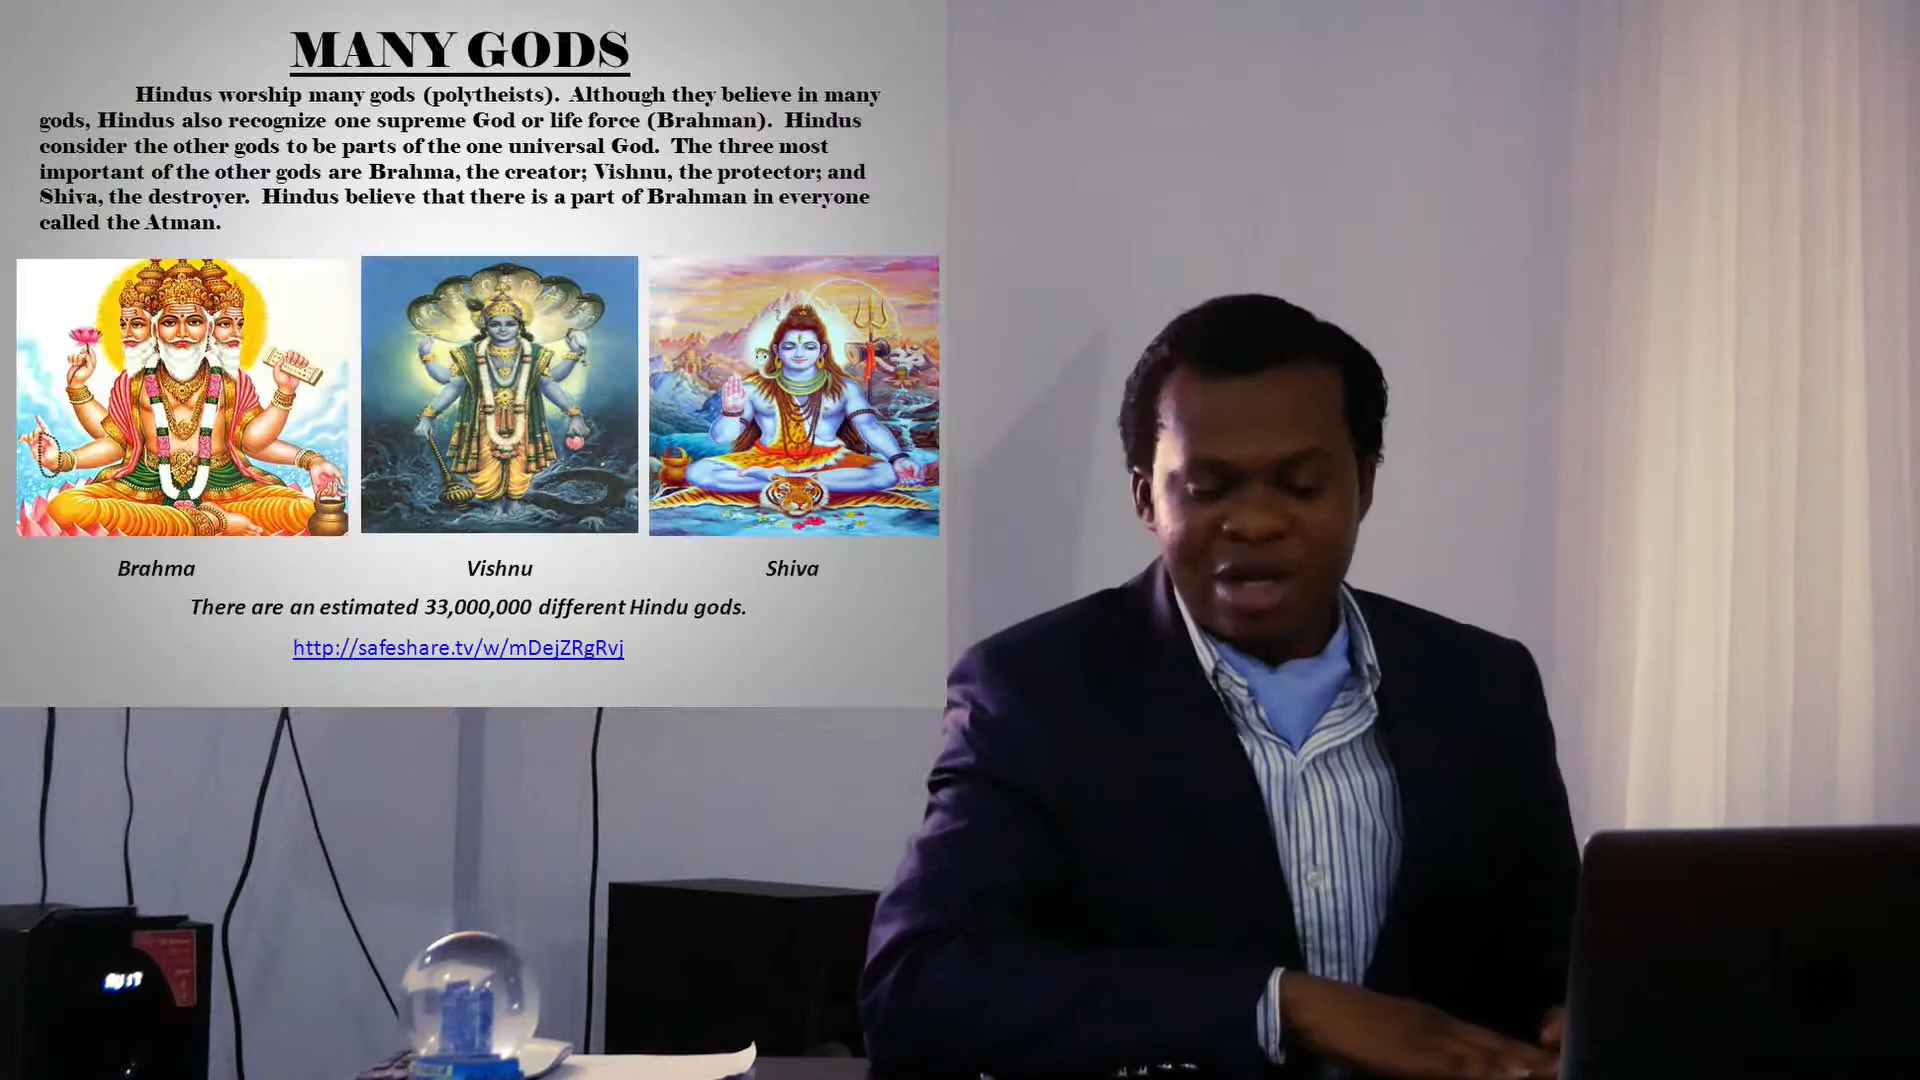 MANY GODS
Hindus worship many gods (polytheists). Although they believe in many
gods, Hindus also recognize one supreme God or life force (Brahman). Hindus
consider the other gods to be parts of the one universal God. The three most
important of the other gods are Brahma, the creator; Vishnu, the protector; and
Shiva, the destroyer. Hindus believe that there is a part of Brahman in everyone
called the Atman.
Brahma
Vishnu
Shiva
There are an estimated 33,000,000 different Hindu gods.
http://safeshare.tv/w/mDejZRgRvj